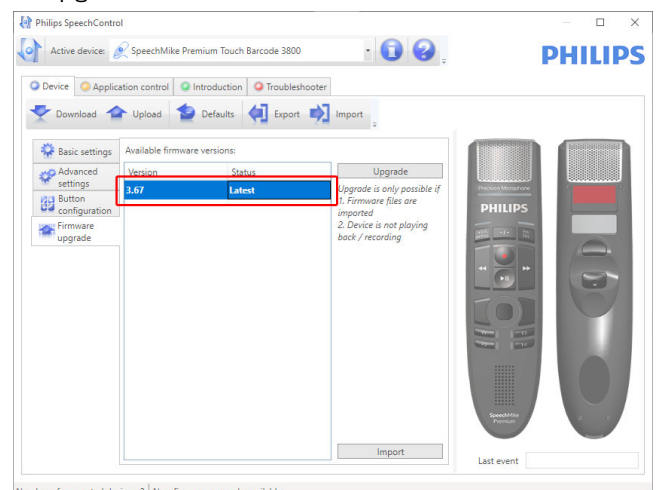 Philips SpeechControl
Active device: SpeechMike Premium Touch Barcode 3800
PHILIPS
Device Application control Introduction Troubleshooter
Download Upload Defaults Export Import
Basic settings
Advanced
settings
Button
configuration
Firmware
upgrade
Available firmware versions:
Version Status
3.67 Latest
Upgrade
Upgrade is only possible if
1. Firmware files are
imported
2. Device is not playing
back / recording
Import
Precision Microphone
PHILIPS
SpeechMike
Premium
Last event